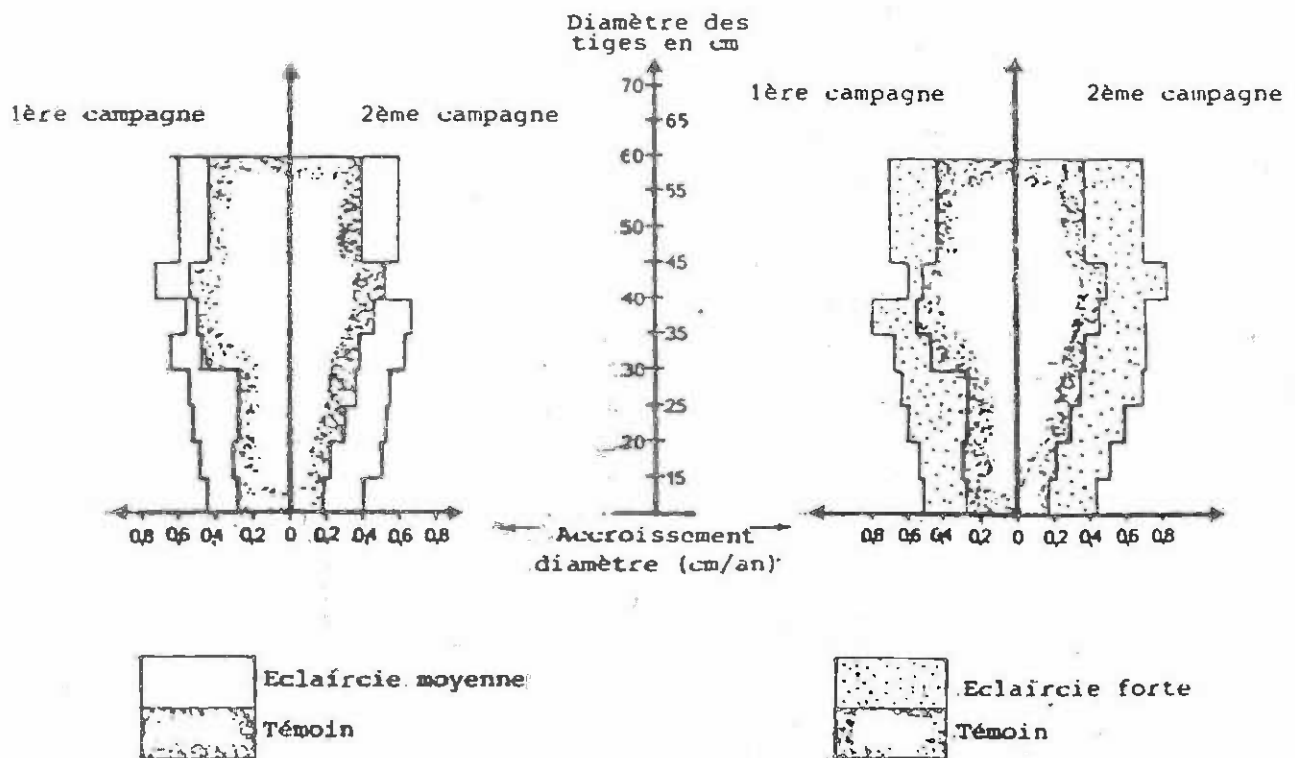 Diamètre des
tiges en cm
1ère campagne
2ème campagne
70
65
60
55
50
45
40
35
30
25
20
15
1ère campagne
2ème campagne
0,8 0,6 0,4 0,2 0 0,2 0,4 0,6
Accroissement
diamètre (cm/an)
0,8 0,6 0,4 0,2 0 0,2 0,4 0,6 0,8
Eclaircie moyenne
Témoin
Eclaircie forte
Témoin